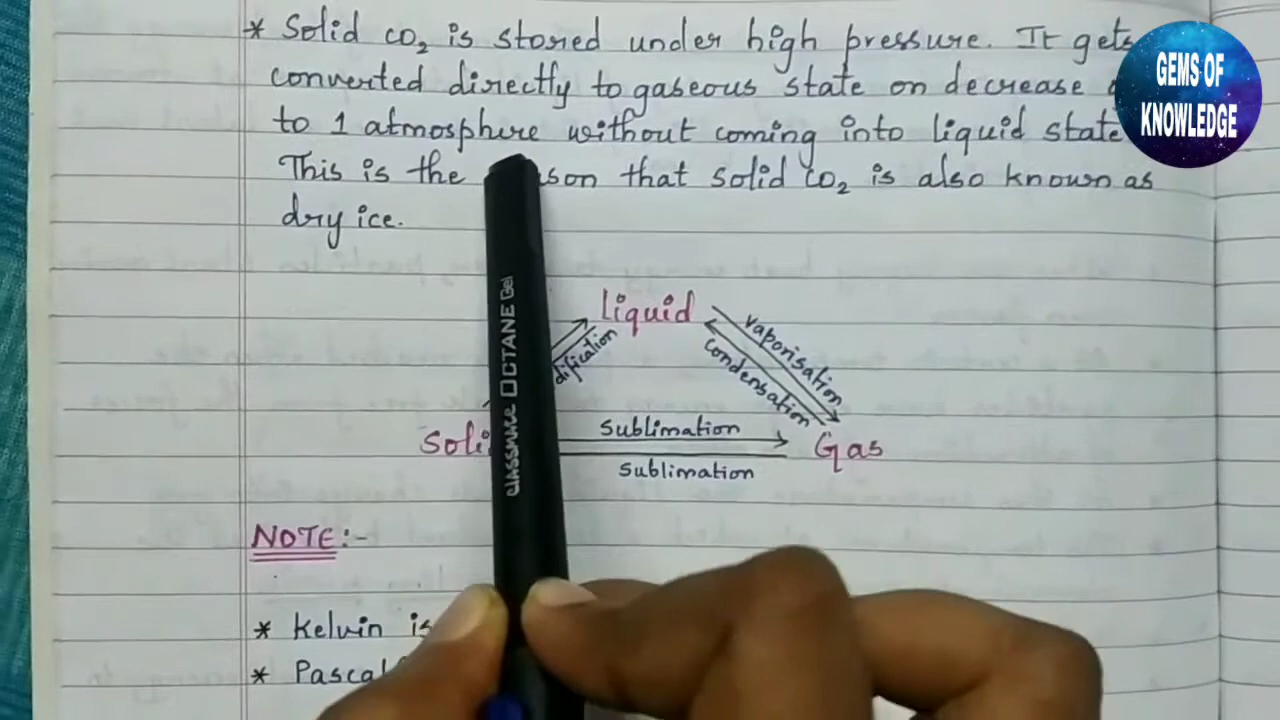 * Solid CO₂ is stored under high pressure. It gets
converted directly to gaseous state on decrease
to 1 atmosphere without coming into liquid state
This is the son that solid CO₂ is also known as
dry ice.
Liquid
vaporisation
condensation
dification
Soli
Sublimation
Gas
Sublimation
NOTE:-
* Kelvin is
* Pascal
GEMS OF
KNOWLEDGE
CLASSMATE OCTANE Gel